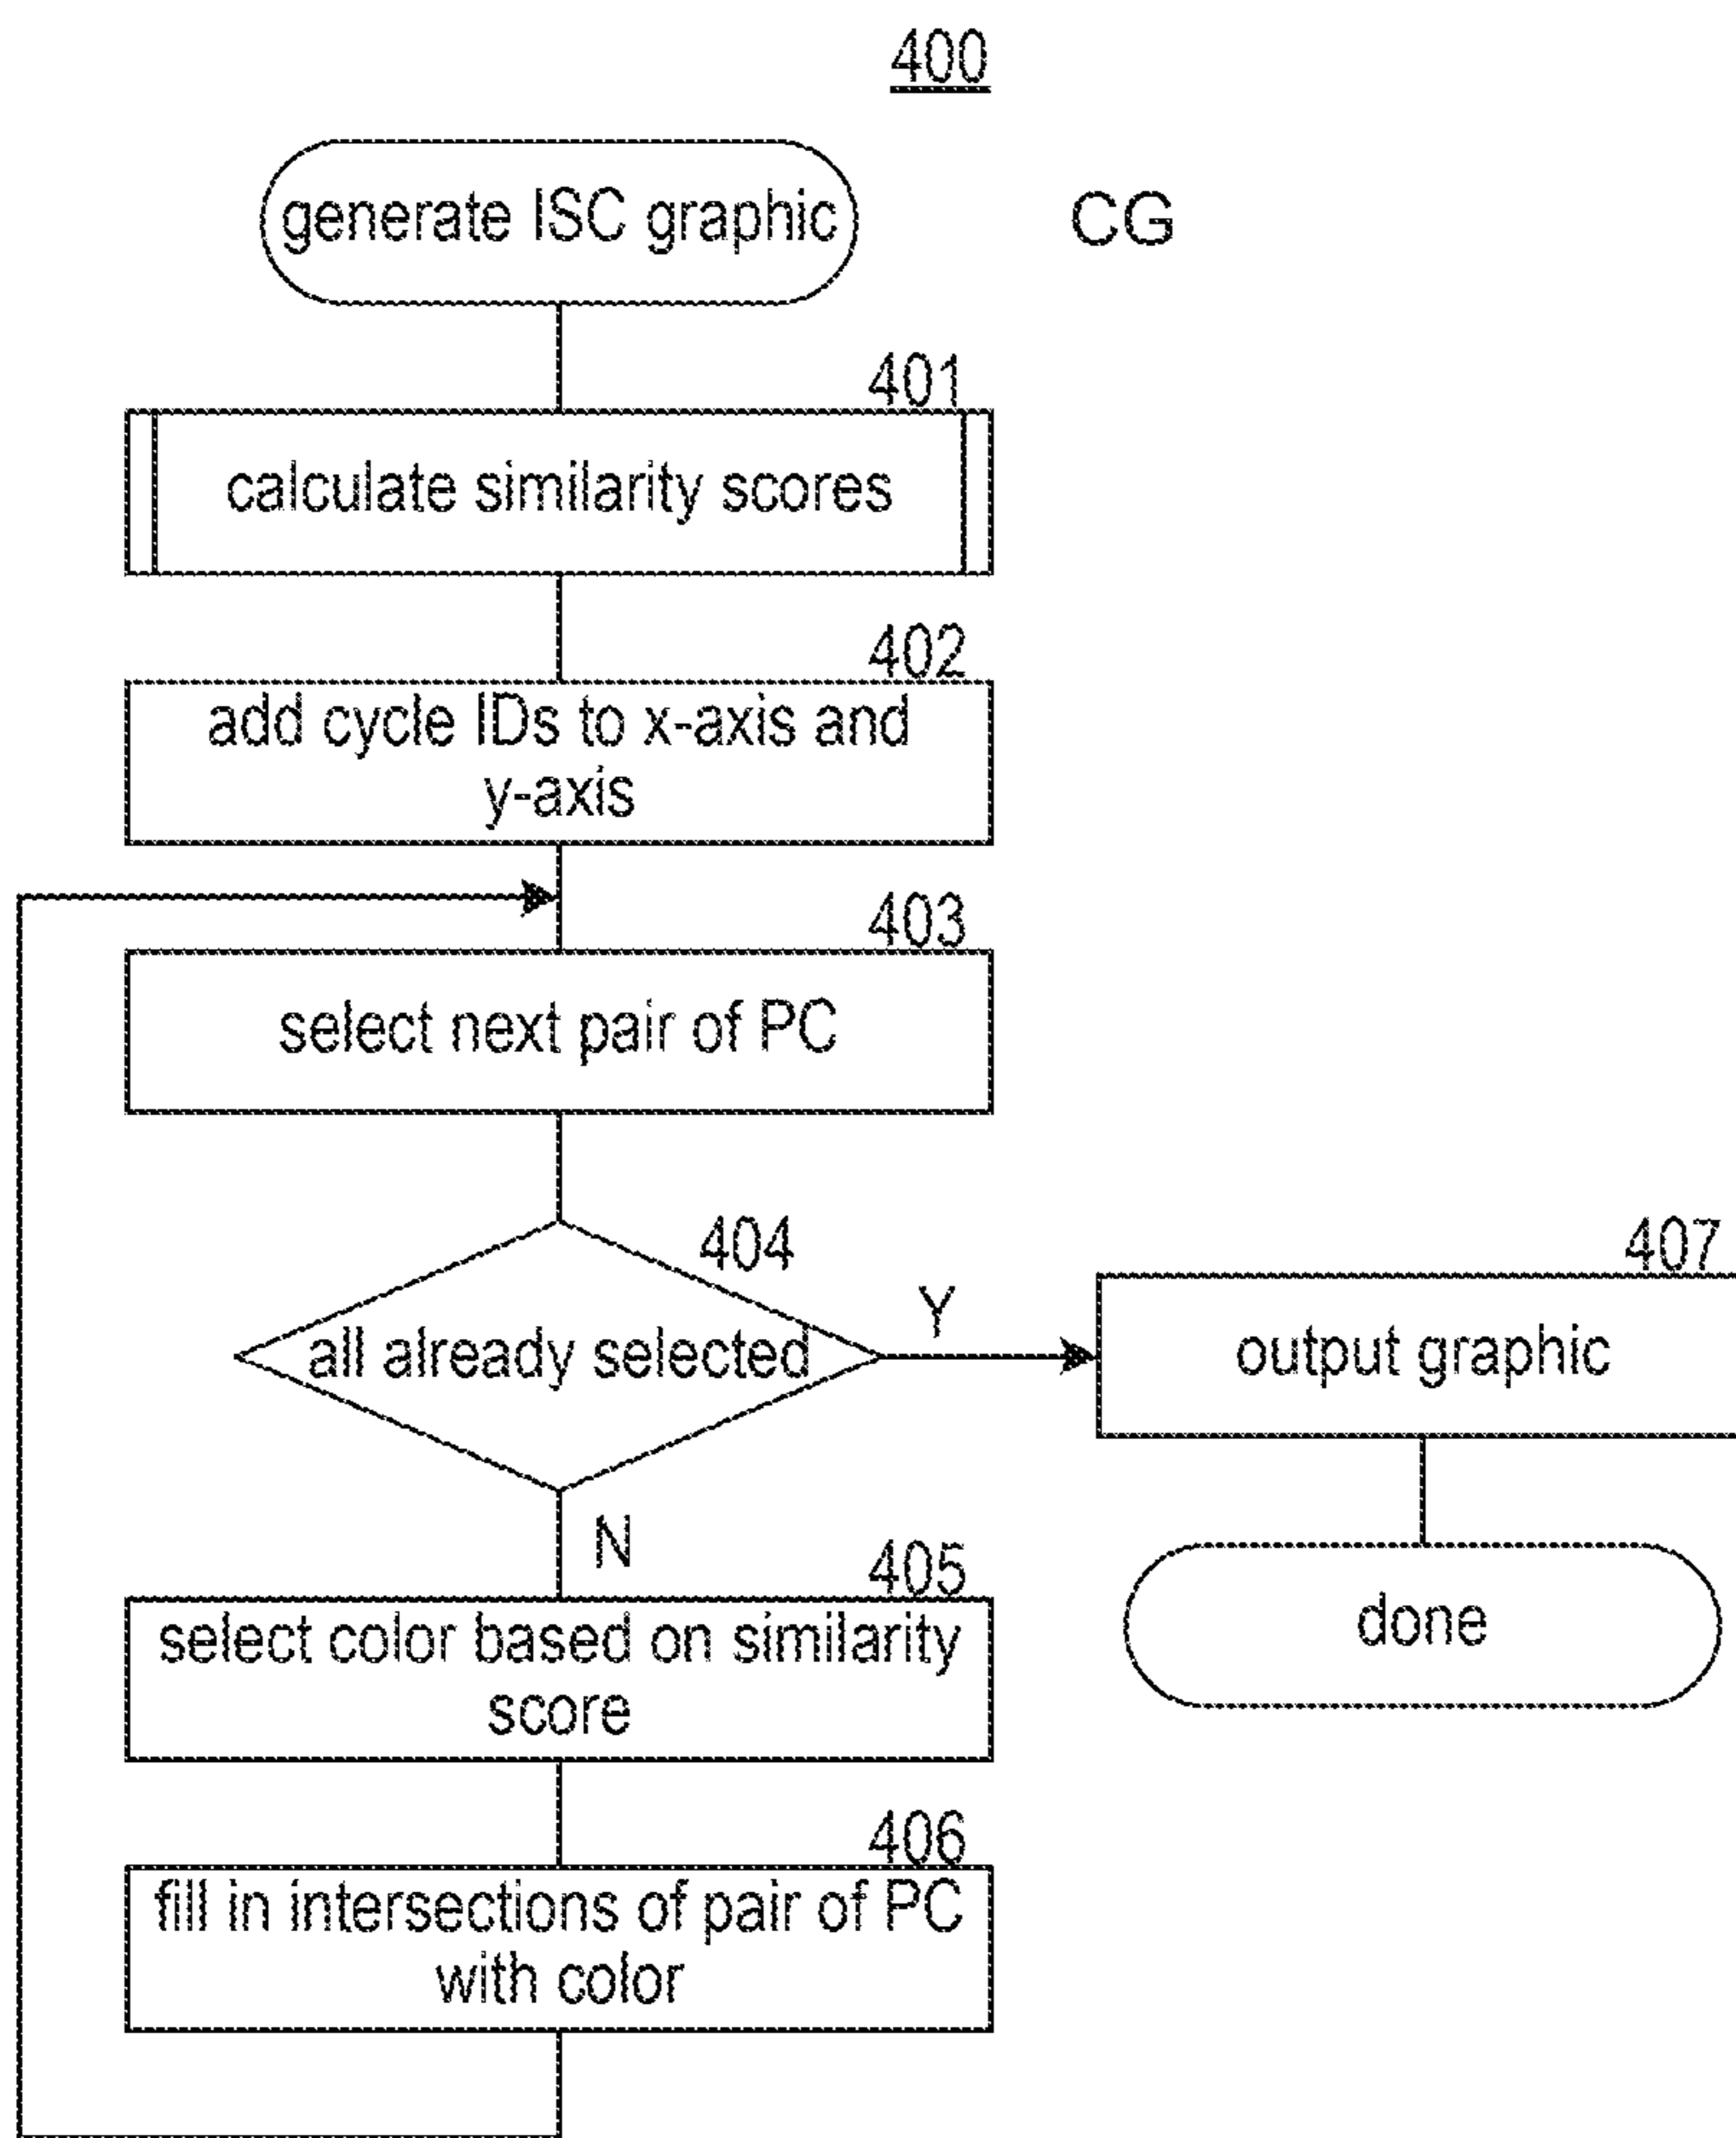 400
generate ISC graphic
CG
401
calculate similarity scores
402
add cycle IDs to x-axis and
y-axis
403
select next pair of PC
404
all already selected
Y
407
output graphic
done
N
405
select color based on similarity
score
406
fill in intersections of pair of PC
with color